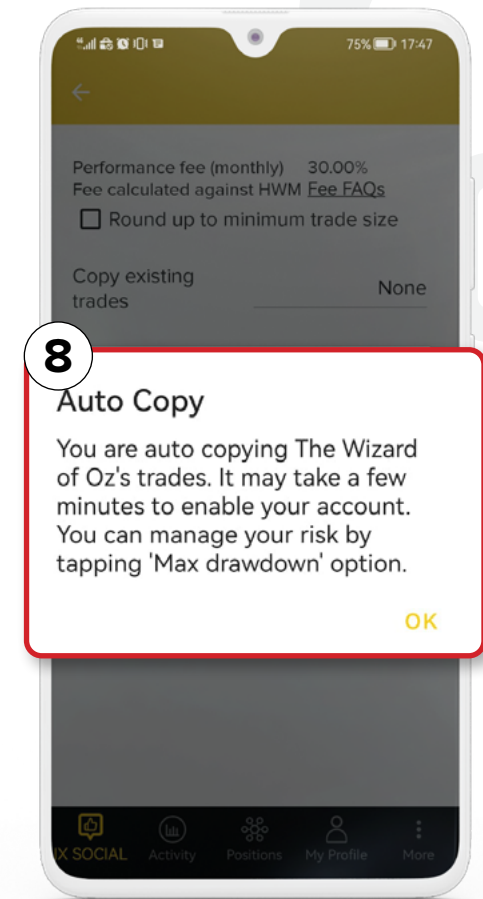 75% 17:47
Performance fee (monthly) 30.00%
Fee calculated against HWM Fee FAQs
Round up to minimum trade size
Copy existing
trades
None
8
Auto Copy
You are auto copying The Wizard
of Oz's trades. It may take a few
minutes to enable your account.
You can manage your risk by
tapping 'Max drawdown' option.
OK
IX SOCIAL Activity Positions My Profile More